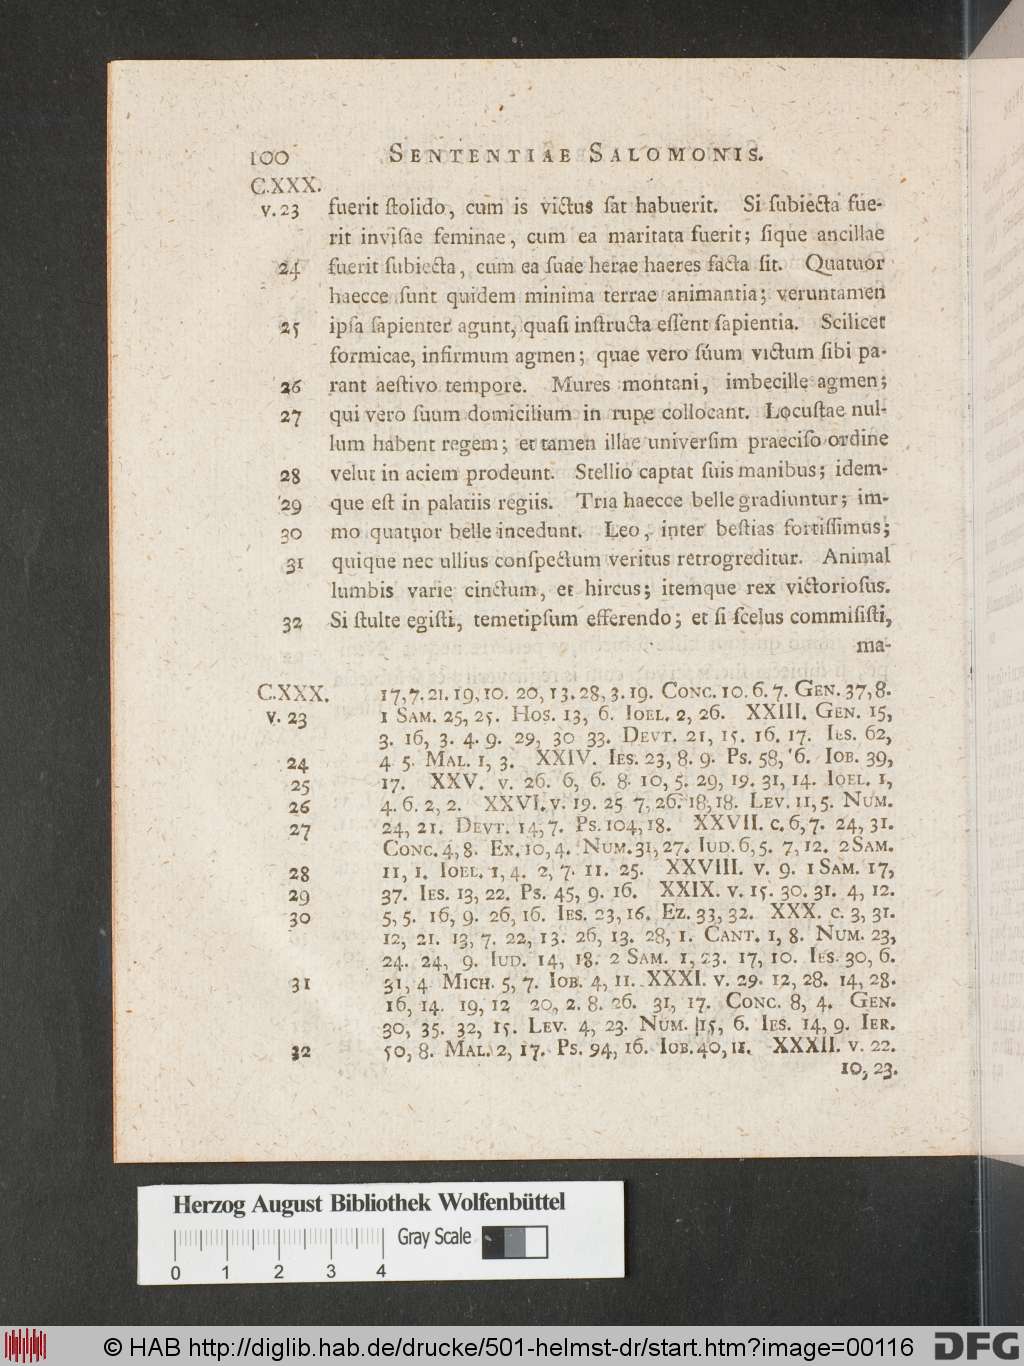 100 SENTENTIAE SALOMONIS.
C.XXX.
v. 23 fuerit ſtolido, cum is victus ſat habuerit. Si ſubiecta fue-
rit inviſae feminae, cum ea maritata fuerit; ſique ancillae
24 fuerit ſubiecta, cum ea ſuae herae haeres facta ſit. Quatuor
haecce ſunt quidem minima terrae animantia; veruntamen
25 ipſa ſapienter agunt, quaſi inſtructa eſſent ſapientia. Scilicet
formicae, infirmum agmen; quae vero ſúum victum ſibi pa-
26 rant aeſtivo tempore. Mures montani, imbecille agmen;
27 qui vero ſuum domicilium in rupe collocant. Locuſtae nul-
lum habent regem; et tamen illae univerſim praeciſo ordine
28 velut in aciem prodeunt. Stellio captat ſuis manibus; idem-
29 que eſt in palatiis regiis. Tria haecce belle gradiuntur; im-
30 mo quatuor belle incedunt. Leo, inter beſtias fortiſſimus;
31 quique nec ullius conſpectum veritus retrogreditur. Animal
lumbis varie cinctum, et hircus; itemque rex victorioſus.
32 Si ſtulte egiſti, temetipſum efferendo; et ſi ſcelus commiſiſti,
ma-
C.XXX. 17, 7. 21. 19, 10. 20, 13. 28, 3. 19. CONC. 10. 6. 7. GEN. 37, 8.
v. 23 1 SAM. 25, 25. HOS. 13, 6. IOEL. 2, 26. XXIII. GEN. 15,
3. 16, 3. 4. 9. 29, 30 33. DEVT. 21, 15. 16. 17. IES. 62,
24 4 5. MAL. 1, 3. XXIV. IES. 23, 8. 9. PS. 58, 6. IOB. 39,
25 17. XXV. v. 26. 6, 6. 8. 10, 5. 29, 19. 31, 14. IOEL. 1,
26 4. 6. 2, 2. XXVI. v. 19. 25 7, 26. 18, 18. LEV. 11, 5. NUM.
27 24, 21. DEVT. 14, 7. PS. 104, 18. XXVII. c. 6, 7. 24, 31.
CONC. 4, 8. EX. 10, 4. NUM. 31, 27. IUD. 6, 5. 7, 12. 2 SAM.
28 11, 1. IOEL. 1, 4. 2, 7. 11. 25. XXVIII. v. 9. 1 SAM. 17,
29 37. IES. 13, 22. PS. 45, 9. 16. XXIX. v. 15. 30. 31. 4, 12.
30 5, 5. 16, 9. 26, 16. IES. 23, 16. EZ. 33, 32. XXX. c. 3, 31.
12, 21. 13, 7. 22, 13. 26, 13. 28, 1. CANT. 1, 8. NUM. 23,
24. 24, 9. IUD. 14, 18. 2 SAM. 1, 23. 17, 10. IES. 30, 6.
31 31, 4 MICH. 5, 7. IOB. 4, 11. XXXI. v. 29. 12, 28. 14, 28.
16, 14. 19, 12 20, 2. 8. 26. 31, 17. CONC. 8, 4. GEN.
30, 35. 32, 15. LEV. 4, 23. NUM. 15, 6. IES. 14, 9. IER.
32 50, 8. MAL. 2, 17. PS. 94, 16. IOB. 40, 11. XXXII. v. 22.
10, 23.
Herzog August Bibliothek Wolfenbüttel
Gray Scale
0 1 2 3 4
© HAB http://diglib.hab.de/drucke/501-helmst-dr/start.htm?image=00116 DFG